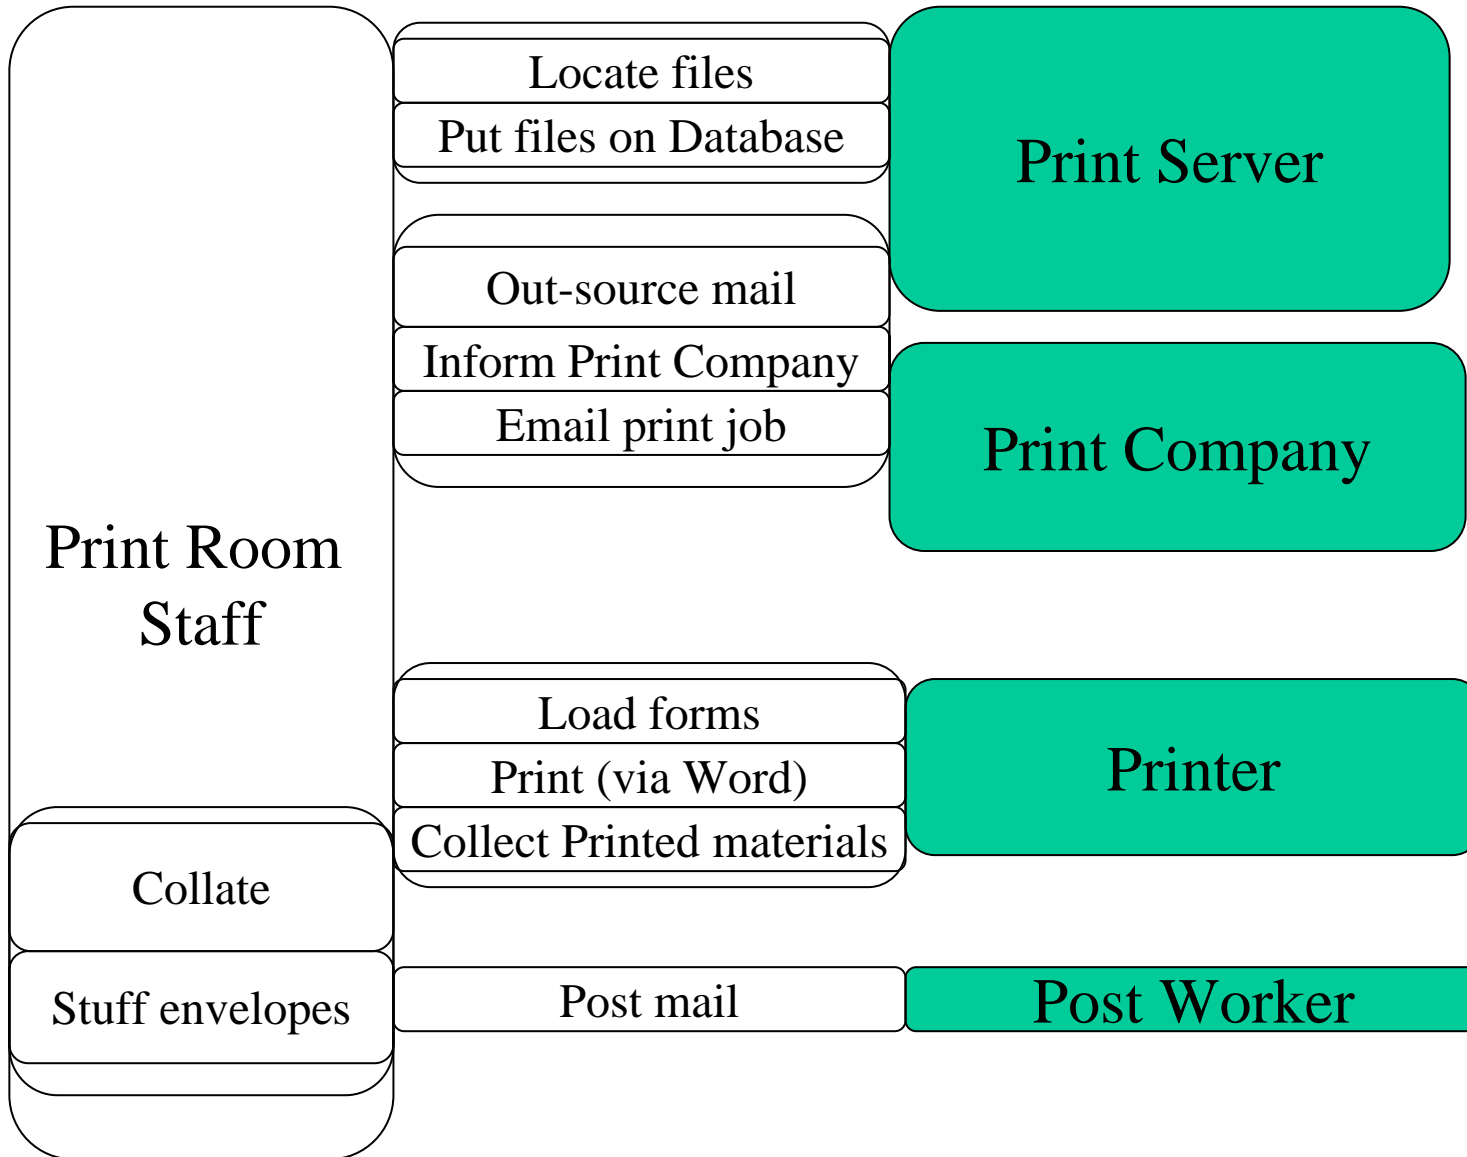 Locate files
Put files on Database
Print Server
Out-source mail
Inform Print Company
Email print job
Print Company
Print Room
Staff
Load forms
Print (via Word)
Collect Printed materials
Printer
Collate
Stuff envelopes
Post mail
Post Worker